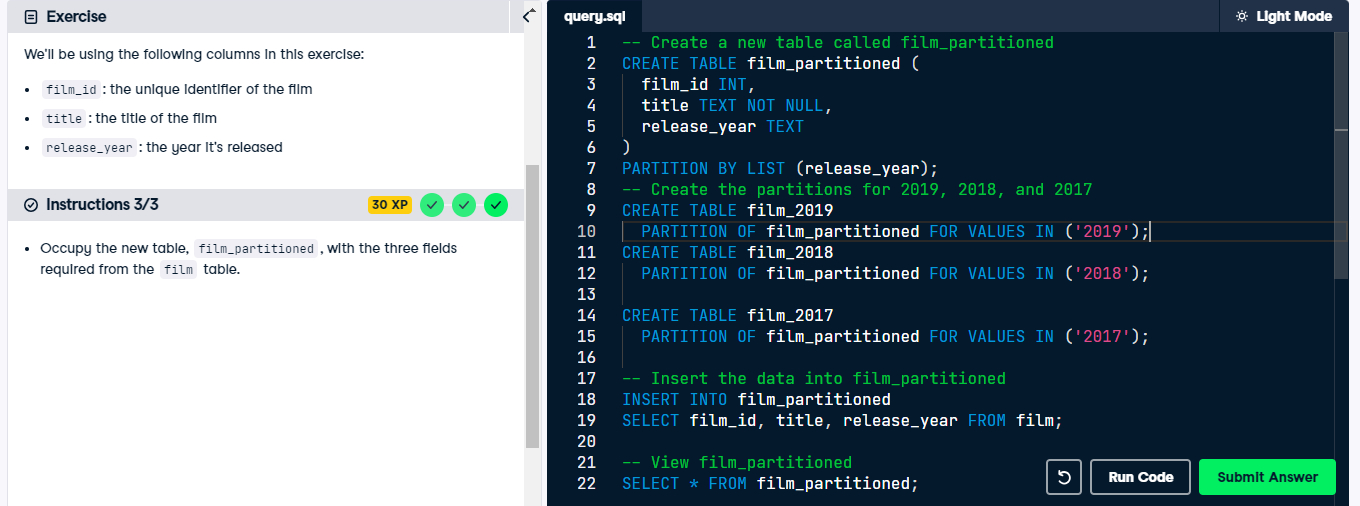 Exercise
We'll be using the following columns in this exercise:
• film_id : the unique identifier of the film
• title : the title of the film
• release_year : the year it's released
Instructions 3/3
30 XP
• Occupy the new table, film_partitioned , with the three fields
required from the film table.
query.sql
Light Mode
1 -- Create a new table called film_partitioned
2 CREATE TABLE film_partitioned (
3 film_id INT,
4 title TEXT NOT NULL,
5 release_year TEXT
6 )
7 PARTITION BY LIST (release_year);
8 -- Create the partitions for 2019, 2018, and 2017
9 CREATE TABLE film_2019
10 PARTITION OF film_partitioned FOR VALUES IN ('2019');
11 CREATE TABLE film_2018
12 PARTITION OF film_partitioned FOR VALUES IN ('2018');
13
14 CREATE TABLE film_2017
15 PARTITION OF film_partitioned FOR VALUES IN ('2017');
16
17 -- Insert the data into film_partitioned
18 INSERT INTO film_partitioned
19 SELECT film_id, title, release_year FROM film;
20
21 -- View film_partitioned
22 SELECT * FROM film_partitioned;
Run Code
Submit Answer